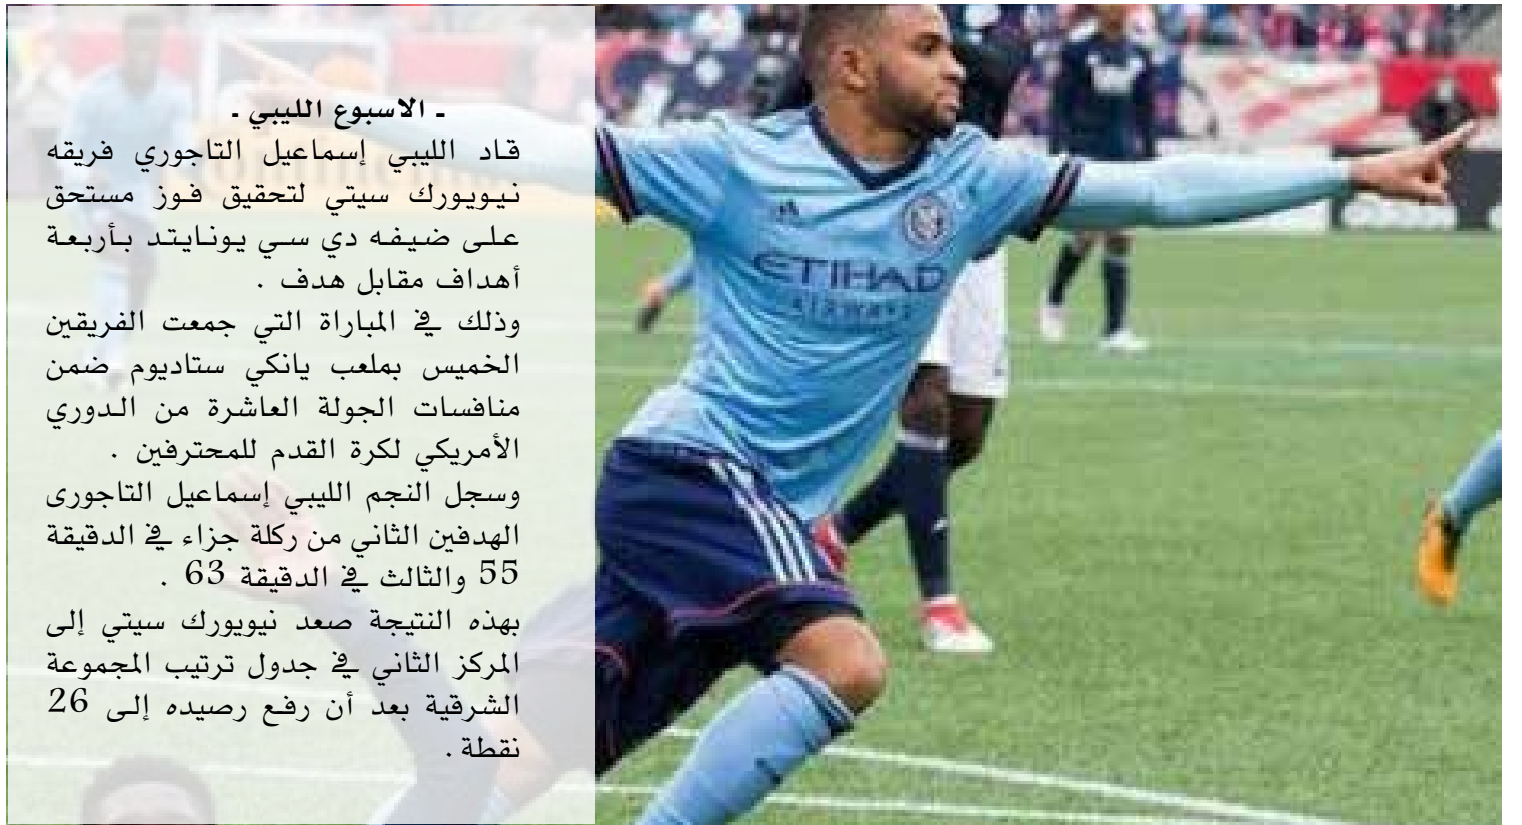 ـ الاسبوع الليبي ـ
قاد الليبي إسماعيل التاجوري فريقه
نيويورك سيتي لتحقيق فوز مستحق
على ضيفه دي سي يونايتد بأربعة
أهداف مقابل هدف .
وذلك في المباراة التي جمعت الفريقين
الخميس بملعب يانكي ستاديوم ضمن
منافسات الجولة العاشرة من الدوري
الأمريكي لكرة القدم للمحترفين .
وسجل النجم الليبي إسماعيل التاجورى
الهدفين الثاني من ركلة جزاء في الدقيقة
55 والثالث في الدقيقة 63 .
بهذه النتيجة صعد نيويورك سيتي إلى
المركز الثاني في جدول ترتيب المجموعة
الشرقية بعد أن رفع رصيده إلى 26
نقطة .
ETIHAD
AIRWAYS